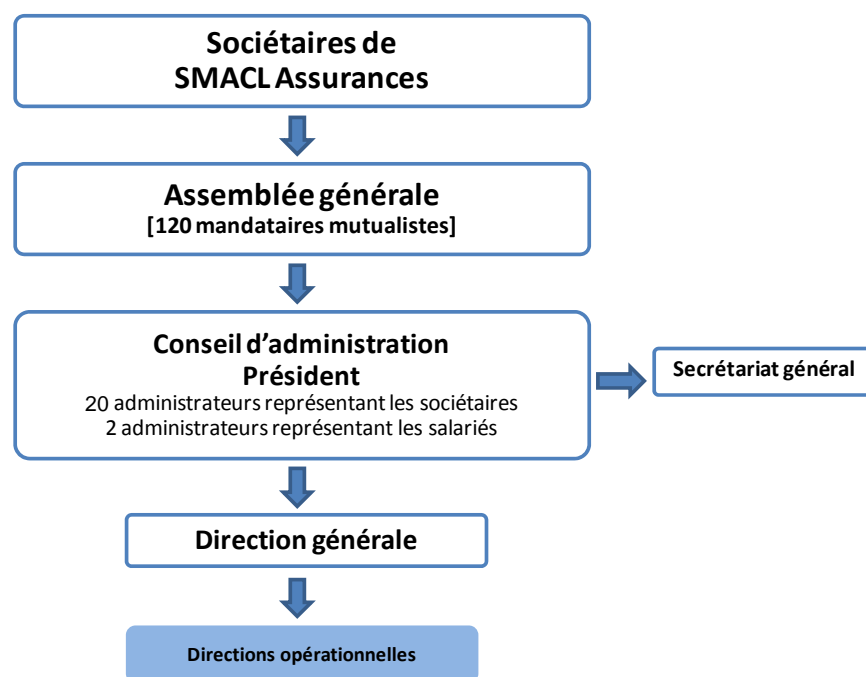 Sociétaires de
SMACL Assurances
Assemblée générale
[120 mandataires mutualistes]
Conseil d’administration
Président
20 administrateurs représentant les sociétaires
2 administrateurs représentant les salariés
Secrétariat général
Direction générale
Directions opérationnelles